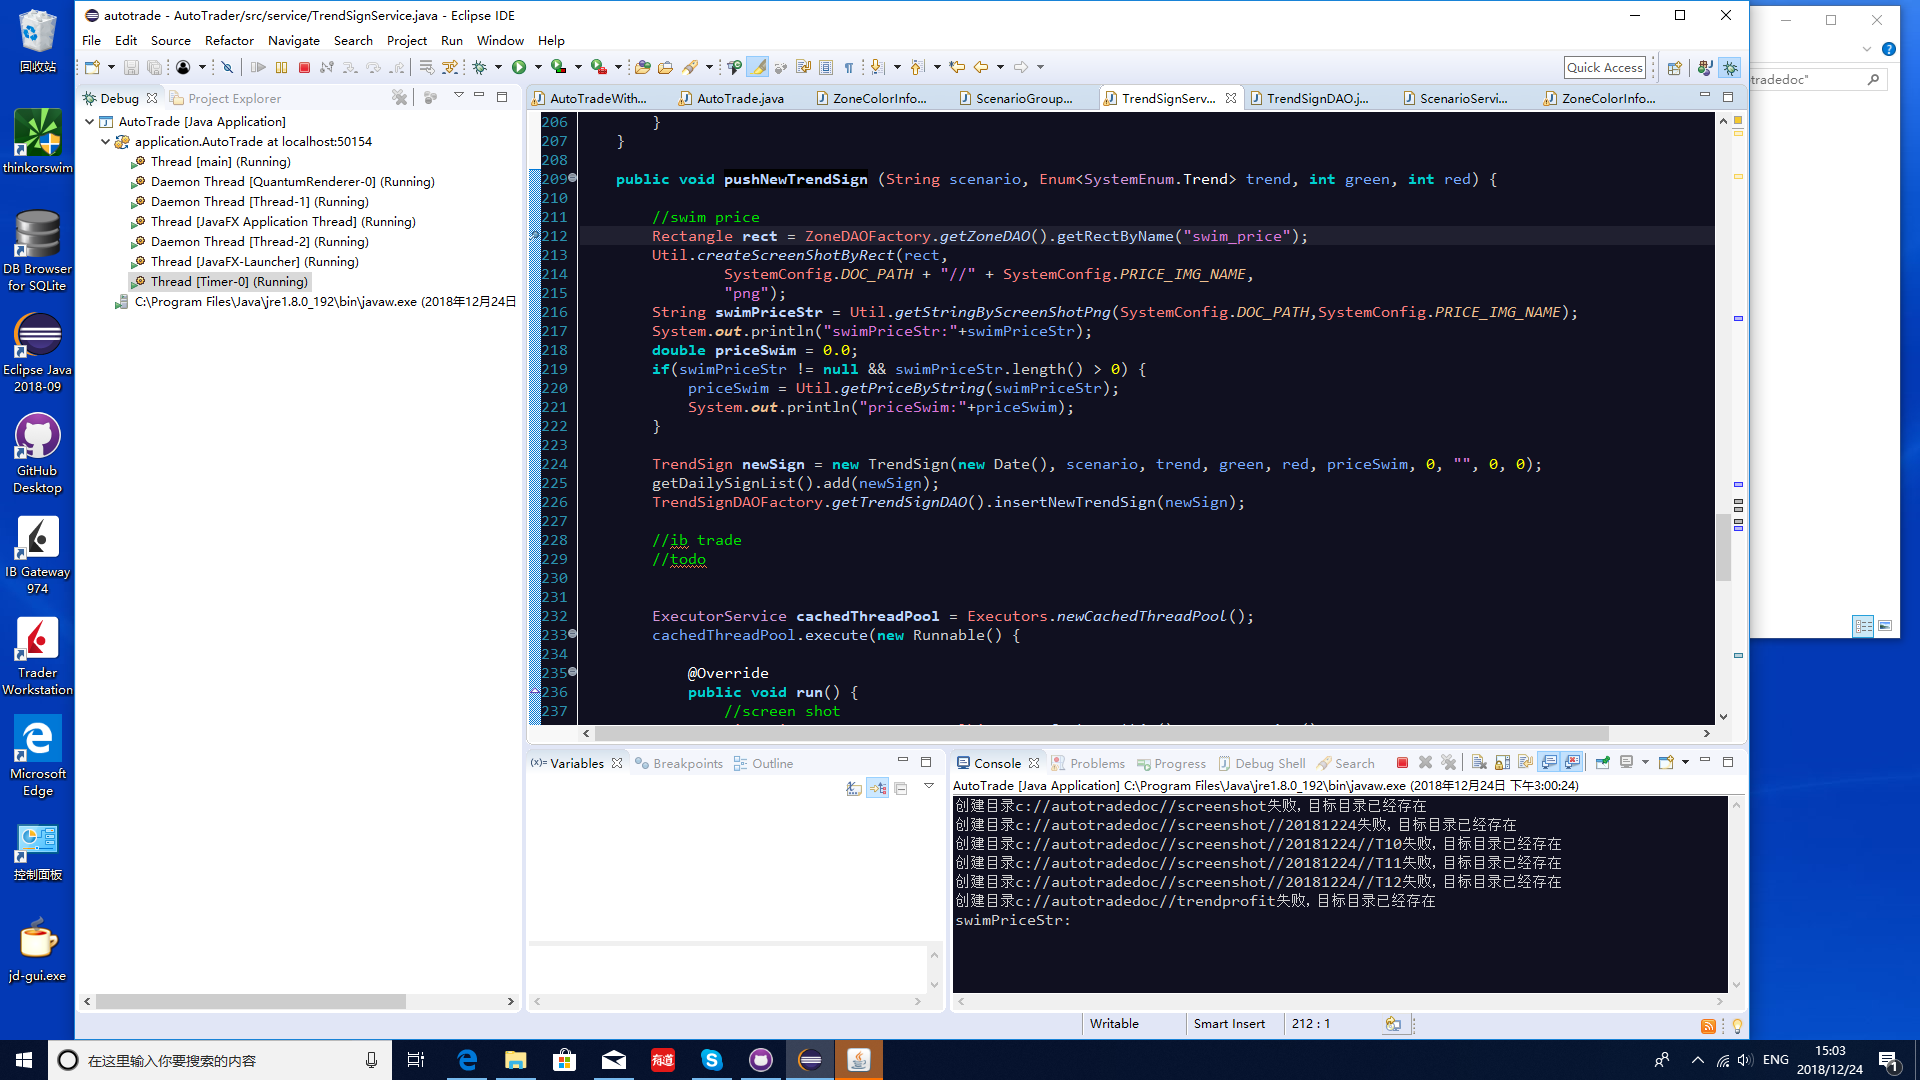 autotrade - AutoTrader/src/service/TrendSignService.java - Eclipse IDE
File Edit Source Refactor Navigate Search Project Run Window Help
Quick Access
tradedoc"
Debug Project Explorer
AutoTradeWith... AutoTrade.java ZoneColorInfo... ScenarioGroup... TrendSignServ... TrendSignDAO.j... ScenarioServi... ZoneColorInfo...
AutoTrade [Java Application]
application.AutoTrade at localhost:50154
Thread [main] (Running)
Daemon Thread [QuantumRenderer-0] (Running)
Daemon Thread [Thread-1] (Running)
Thread [JavaFX Application Thread] (Running)
Daemon Thread [Thread-2] (Running)
Thread [JavaFX-Launcher] (Running)
Thread [Timer-0] (Running)
C:\Program Files\Java\jre1.8.0_192\bin\javaw.exe (2018年12月24日
206 }
207 }
208
209 public void pushNewTrendSign (String scenario, Enum<SystemEnum.Trend> trend, int green, int red) {
210
211 //swim price
212 Rectangle rect = ZoneDAOFactory.getZoneDAO().getRectByName("swim_price");
213 Util.createScreenShotByRect(rect,
214 SystemConfig.DOC_PATH + "//" + SystemConfig.PRICE_IMG_NAME,
215 "png");
216 String swimPriceStr = Util.getStringByScreenShotPng(SystemConfig.DOC_PATH,SystemConfig.PRICE_IMG_NAME);
217 System.out.println("swimPriceStr:"+swimPriceStr);
218 double priceSwim = 0.0;
219 if(swimPriceStr != null && swimPriceStr.length() > 0) {
220 priceSwim = Util.getPriceByString(swimPriceStr);
221 System.out.println("priceSwim:"+priceSwim);
222 }
223
224 TrendSign newSign = new TrendSign(new Date(), scenario, trend, green, red, priceSwim, 0, "", 0, 0);
225 getDailySignList().add(newSign);
226 TrendSignDAOFactory.getTrendSignDAO().insertNewTrendSign(newSign);
227
228 //ib trade
229 //todo
230
231
232 ExecutorService cachedThreadPool = Executors.newCachedThreadPool();
233 cachedThreadPool.execute(new Runnable() {
234
235 @Override
236 public void run() {
237 //screen shot
Variables Breakpoints Outline
Console Problems Progress Debug Shell Search
AutoTrade [Java Application] C:\Program Files\Java\jre1.8.0_192\bin\javaw.exe (2018年12月24日 下午3:00:24)
创建目录c://autotradedoc//screenshot失败，目标目录已经存在
创建目录c://autotradedoc//screenshot//20181224失败，目标目录已经存在
创建目录c://autotradedoc//screenshot//20181224//T10失败，目标目录已经存在
创建目录c://autotradedoc//screenshot//20181224//T11失败，目标目录已经存在
创建目录c://autotradedoc//screenshot//20181224//T12失败，目标目录已经存在
创建目录c://autotradedoc//trendprofit失败，目标目录已经存在
swimPriceStr:
Writable Smart Insert 212 : 1
回收站
thinkorswim
DB Browser
for SQLite
Eclipse Java
2018-09
GitHub
Desktop
IB Gateway
974
Trader
Workstation
Microsoft
Edge
控制面板
jd-gui.exe
在这里输入你要搜索的内容
有道
ENG
15:03
2018/12/24
1